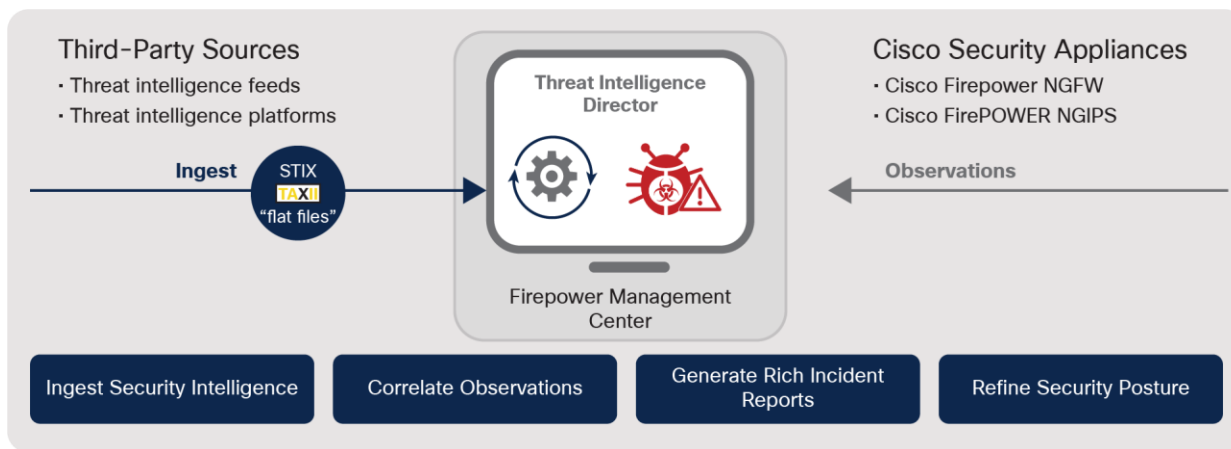 Third-Party Sources
· Threat intelligence feeds
· Threat intelligence platforms
Ingest
STIX
TAXII
“flat files”
Threat Intelligence
Director
Firepower Management
Center
Cisco Security Appliances
· Cisco Firepower NGFW
· Cisco FirePOWER NGIPS
Observations
Ingest Security Intelligence
Correlate Observations
Generate Rich Incident
Reports
Refine Security Posture